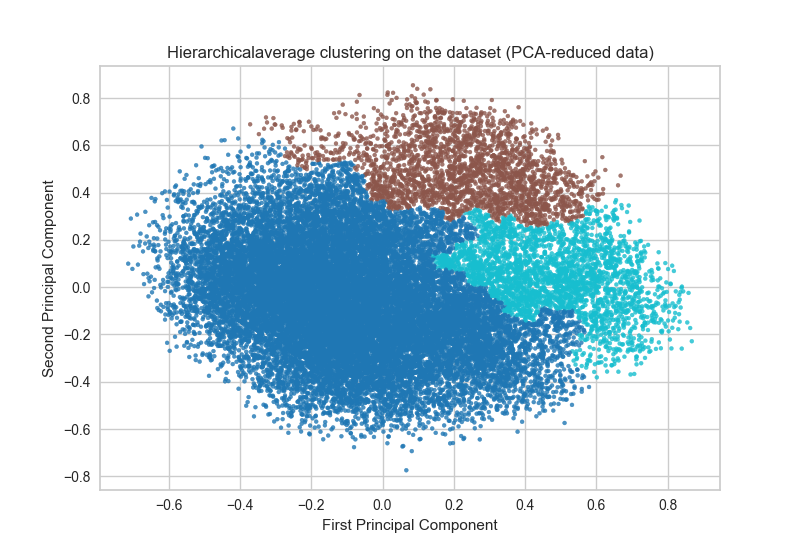 Hierarchicalaverage clustering on the dataset (PCA-reduced data)
Second Principal Component
0.8
0.6
0.4
0.2
0.0
−0.2
−0.4
−0.6
−0.8
−0.6 −0.4 −0.2 0.0 0.2 0.4 0.6 0.8
First Principal Component